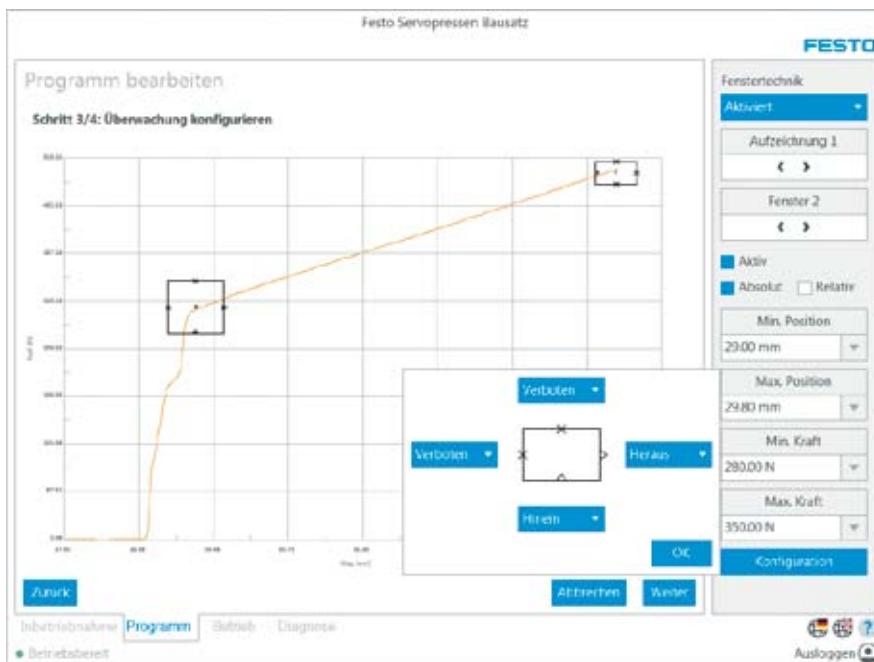 Festo Servopressen Bausatz
FESTO
Programm bearbeiten
Schritt 3/4: Überwachung konfigurieren
Fenstertechnik
Aktiviert
Aufzeichnung 1
Fenster 2
Aktiv
Absolut Relativ
Min. Position
29.00 mm
Max. Position
29.80 mm
Min. Kraft
280.00 N
Max. Kraft
350.00 N
Konfiguration
Verboten
Verboten
Heraus
Hinein
OK
Zurück
Abbrechen
Weiter
Inbetriebnahme Programm Betrieb Diagnose
Betriebsbereit
?
Ausloggen